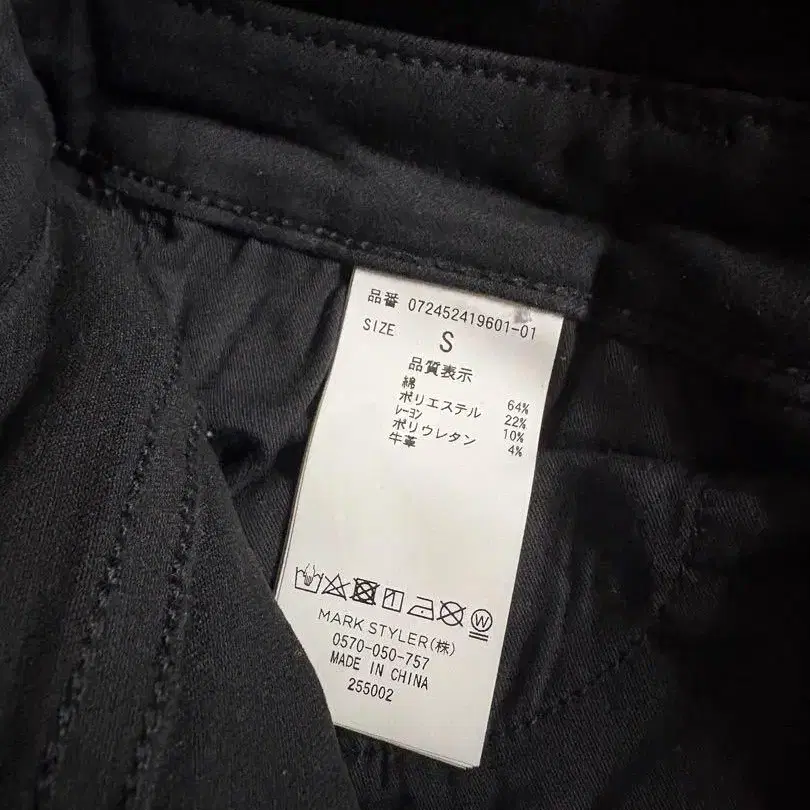 品番 072452419601-01
SIZE S
品質表示
綿 64%
ポリエステル 22%
レーヨン 10%
ポリウレタン 4%
牛革
MARK STYLER(株)
0570-050-757
MADE IN CHINA
255002